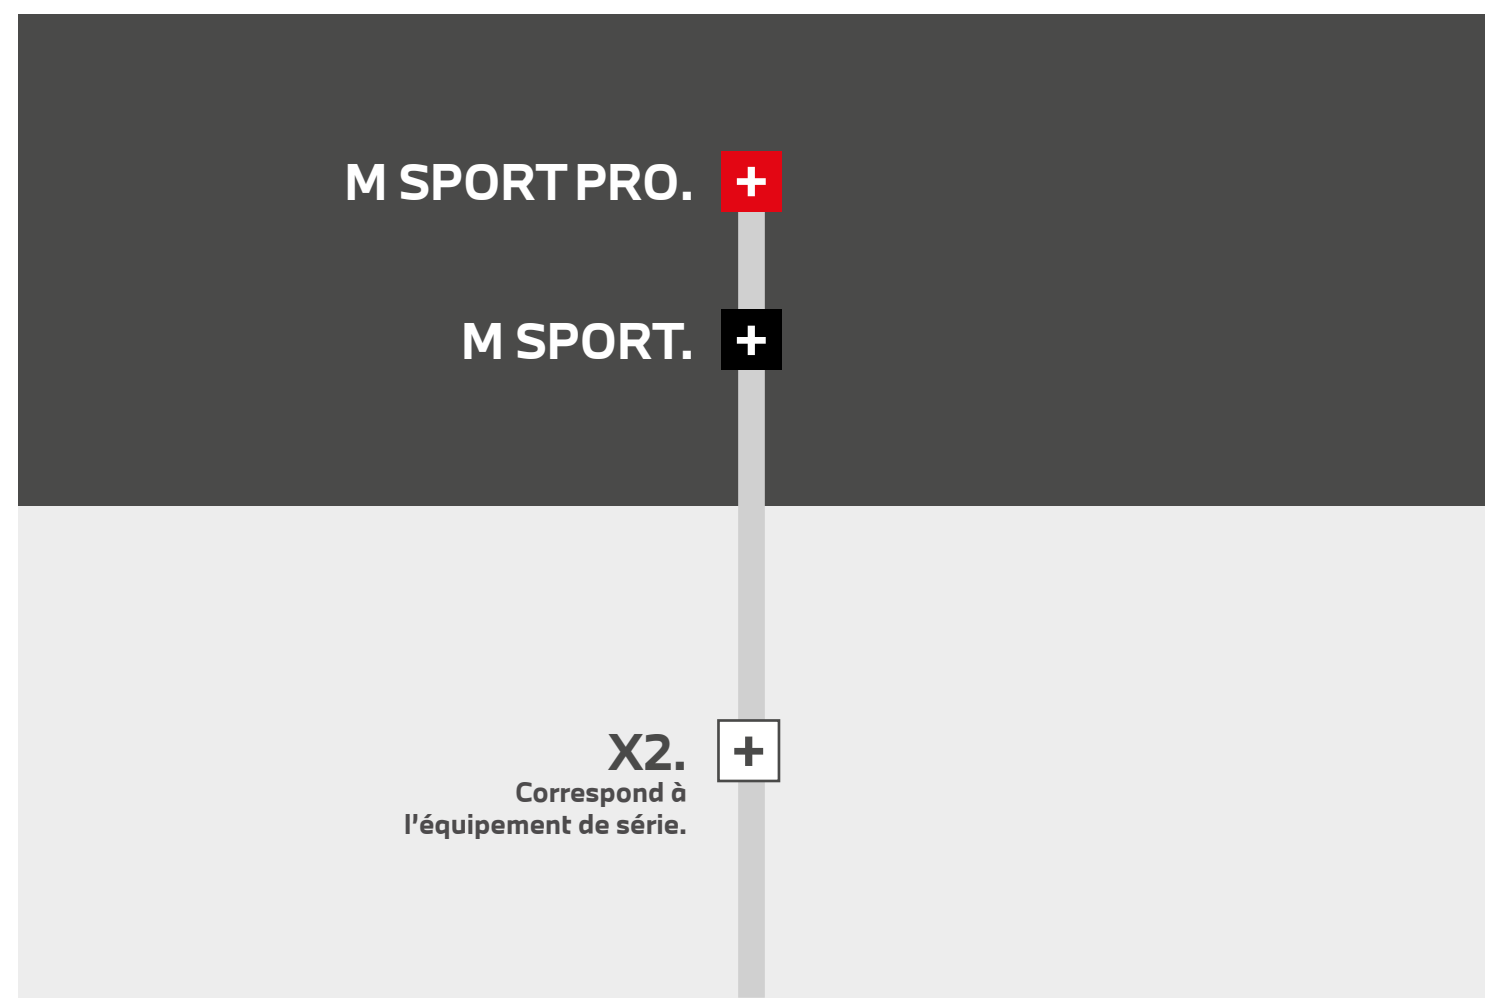 M SPORT PRO.
M SPORT.
X2.
Correspond à
l’équipement de série.